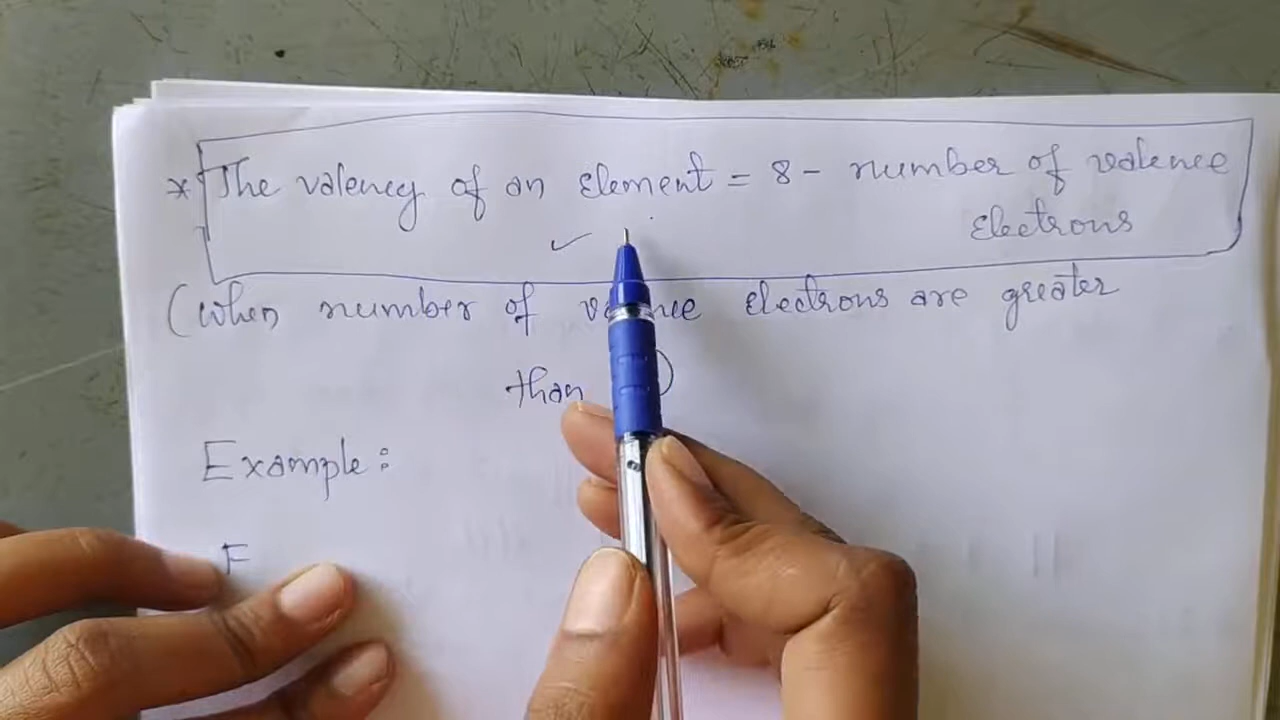 * The valency of an element = 8 - number of valence
electrons
(when number of electrons are greater
than )
Example:
F